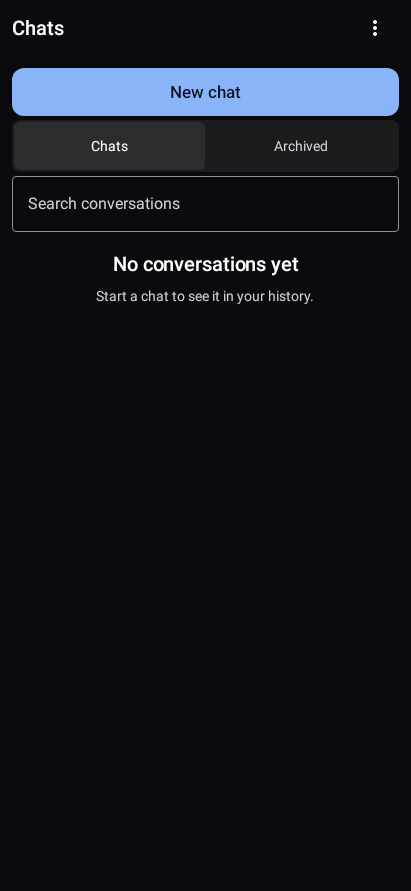 Chats
New chat
Chats
Archived
Search conversations
No conversations yet
Start a chat to see it in your history.